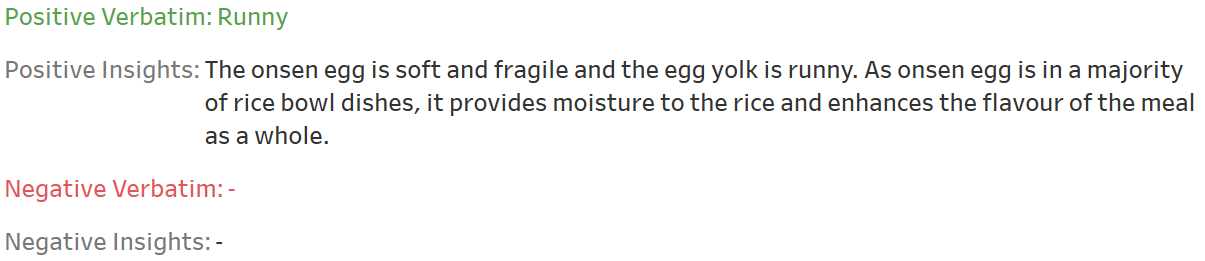 Positive Verbatim: Runny
Positive Insights: The onsen egg is soft and fragile and the egg yolk is runny. As onsen egg is in a majority
of rice bowl dishes, it provides moisture to the rice and enhances the flavour of the meal
as a whole.
Negative Verbatim: -
Negative Insights: -